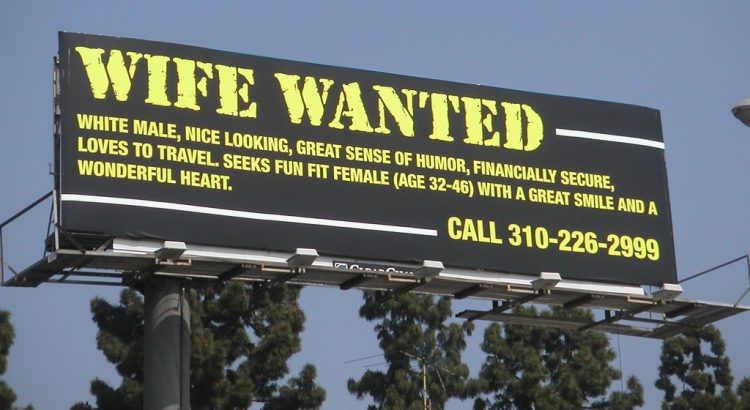 WIFE WANTED
WHITE MALE, NICE LOOKING, GREAT SENSE OF HUMOR, FINANCIALLY SECURE,
LOVES TO TRAVEL. SEEKS FUN FIT FEMALE (AGE 32-46) WITH A GREAT SMILE AND A
WONDERFUL HEART.
CALL 310-226-2999